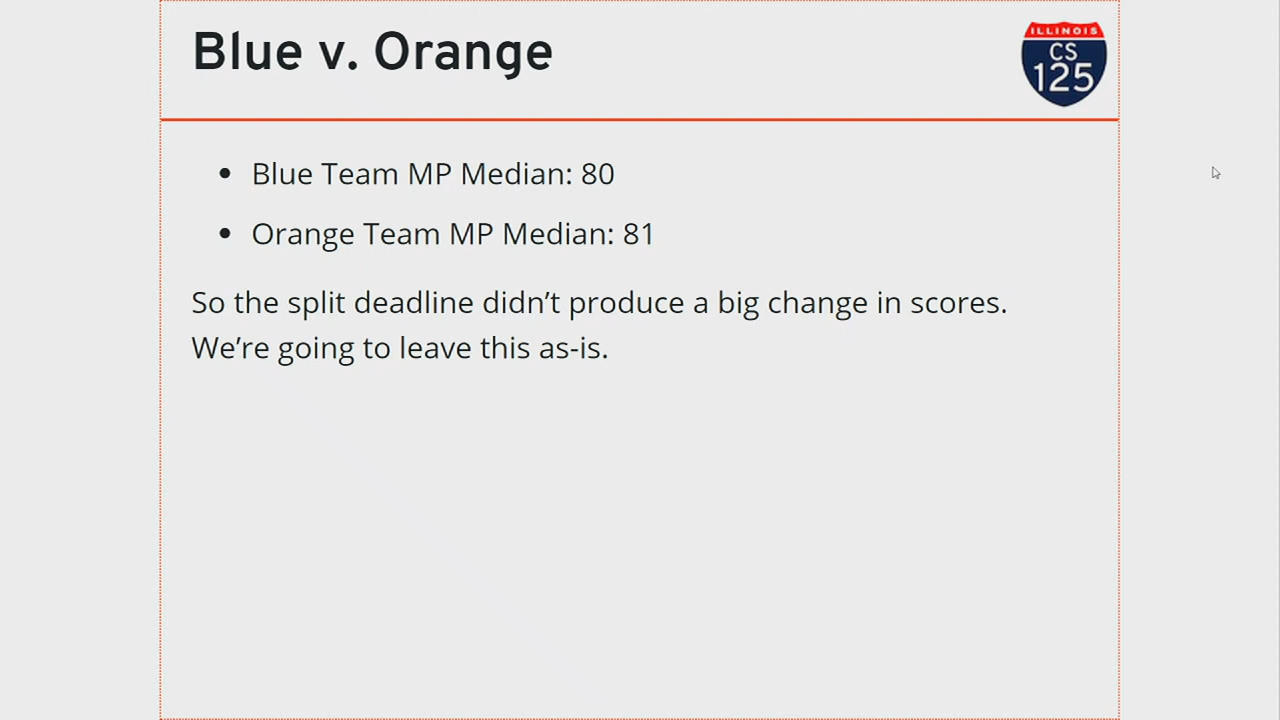 Blue v. Orange
ILLINOIS
CS
125
• Blue Team MP Median: 80
• Orange Team MP Median: 81
So the split deadline didn’t produce a big change in scores.
We’re going to leave this as-is.